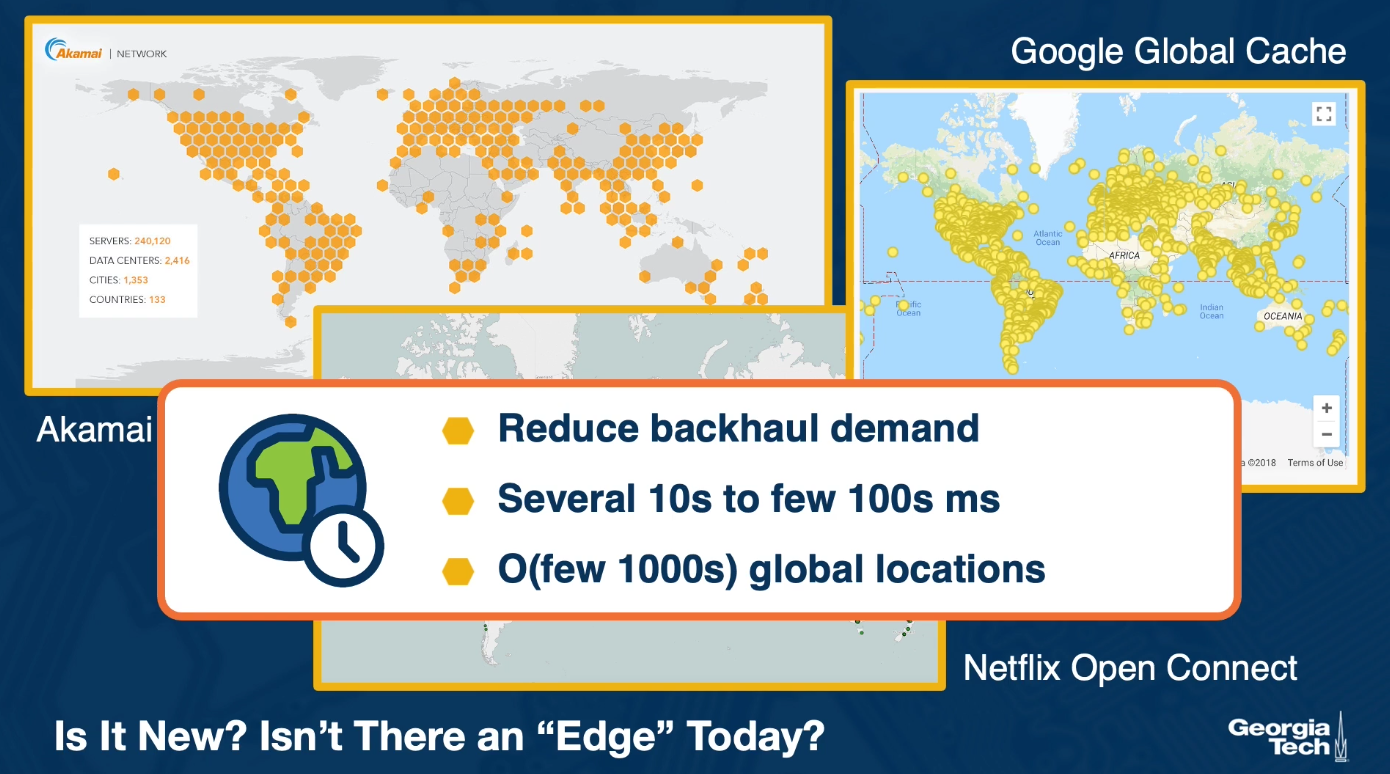 Akamai | NETWORK
SERVERS: 240,120
DATA CENTERS: 2,416
CITIES: 1,353
COUNTRIES: 133
Akamai
Google Global Cache
Atlantic
Ocean
AFRICA
Indian
Ocean
OCEANIA
Ocean
+
−
©2018 Terms of Use
Reduce backhaul demand
Several 10s to few 100s ms
O(few 1000s) global locations
Netflix Open Connect
Is It New? Isn’t There an “Edge” Today?
Georgia
Tech